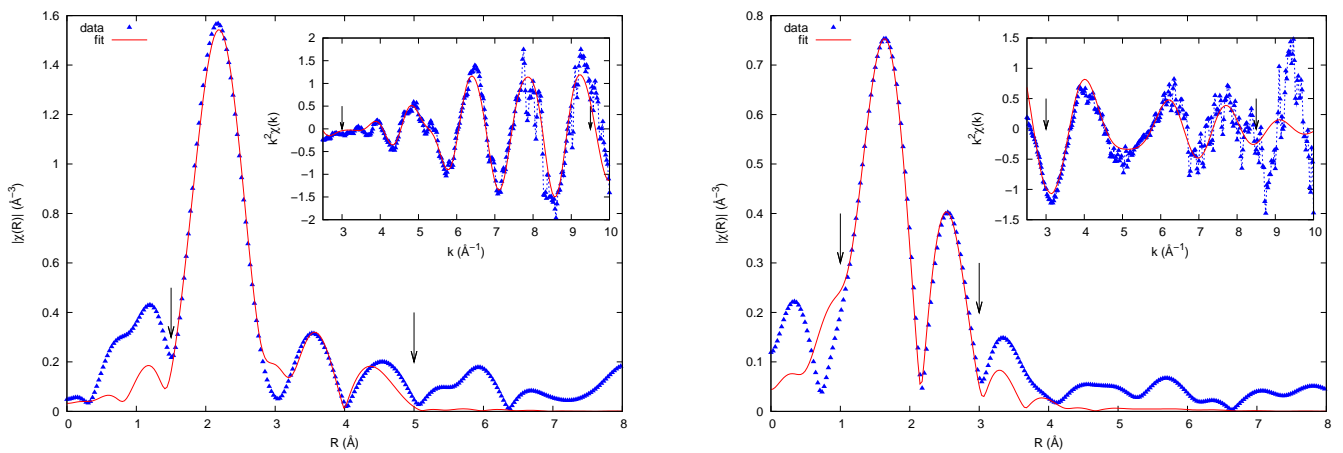 data
fit
|χ(R)| (Å⁻³)
R (Å)
0
0.2
0.4
0.6
0.8
1
1.2
1.4
1.6
0 1 2 3 4 5 6 7 8
k²χ(k)
k (Å⁻¹)
−2
−1.5
−1
−0.5
0
0.5
1
1.5
2
3 4 5 6 7 8 9 10
data
fit
|χ(R)| (Å⁻³)
R (Å)
0
0.1
0.2
0.3
0.4
0.5
0.6
0.7
0.8
0 1 2 3 4 5 6 7 8
k²χ(k)
k (Å⁻¹)
−1.5
−1
−0.5
0
0.5
1
1.5
3 4 5 6 7 8 9 10